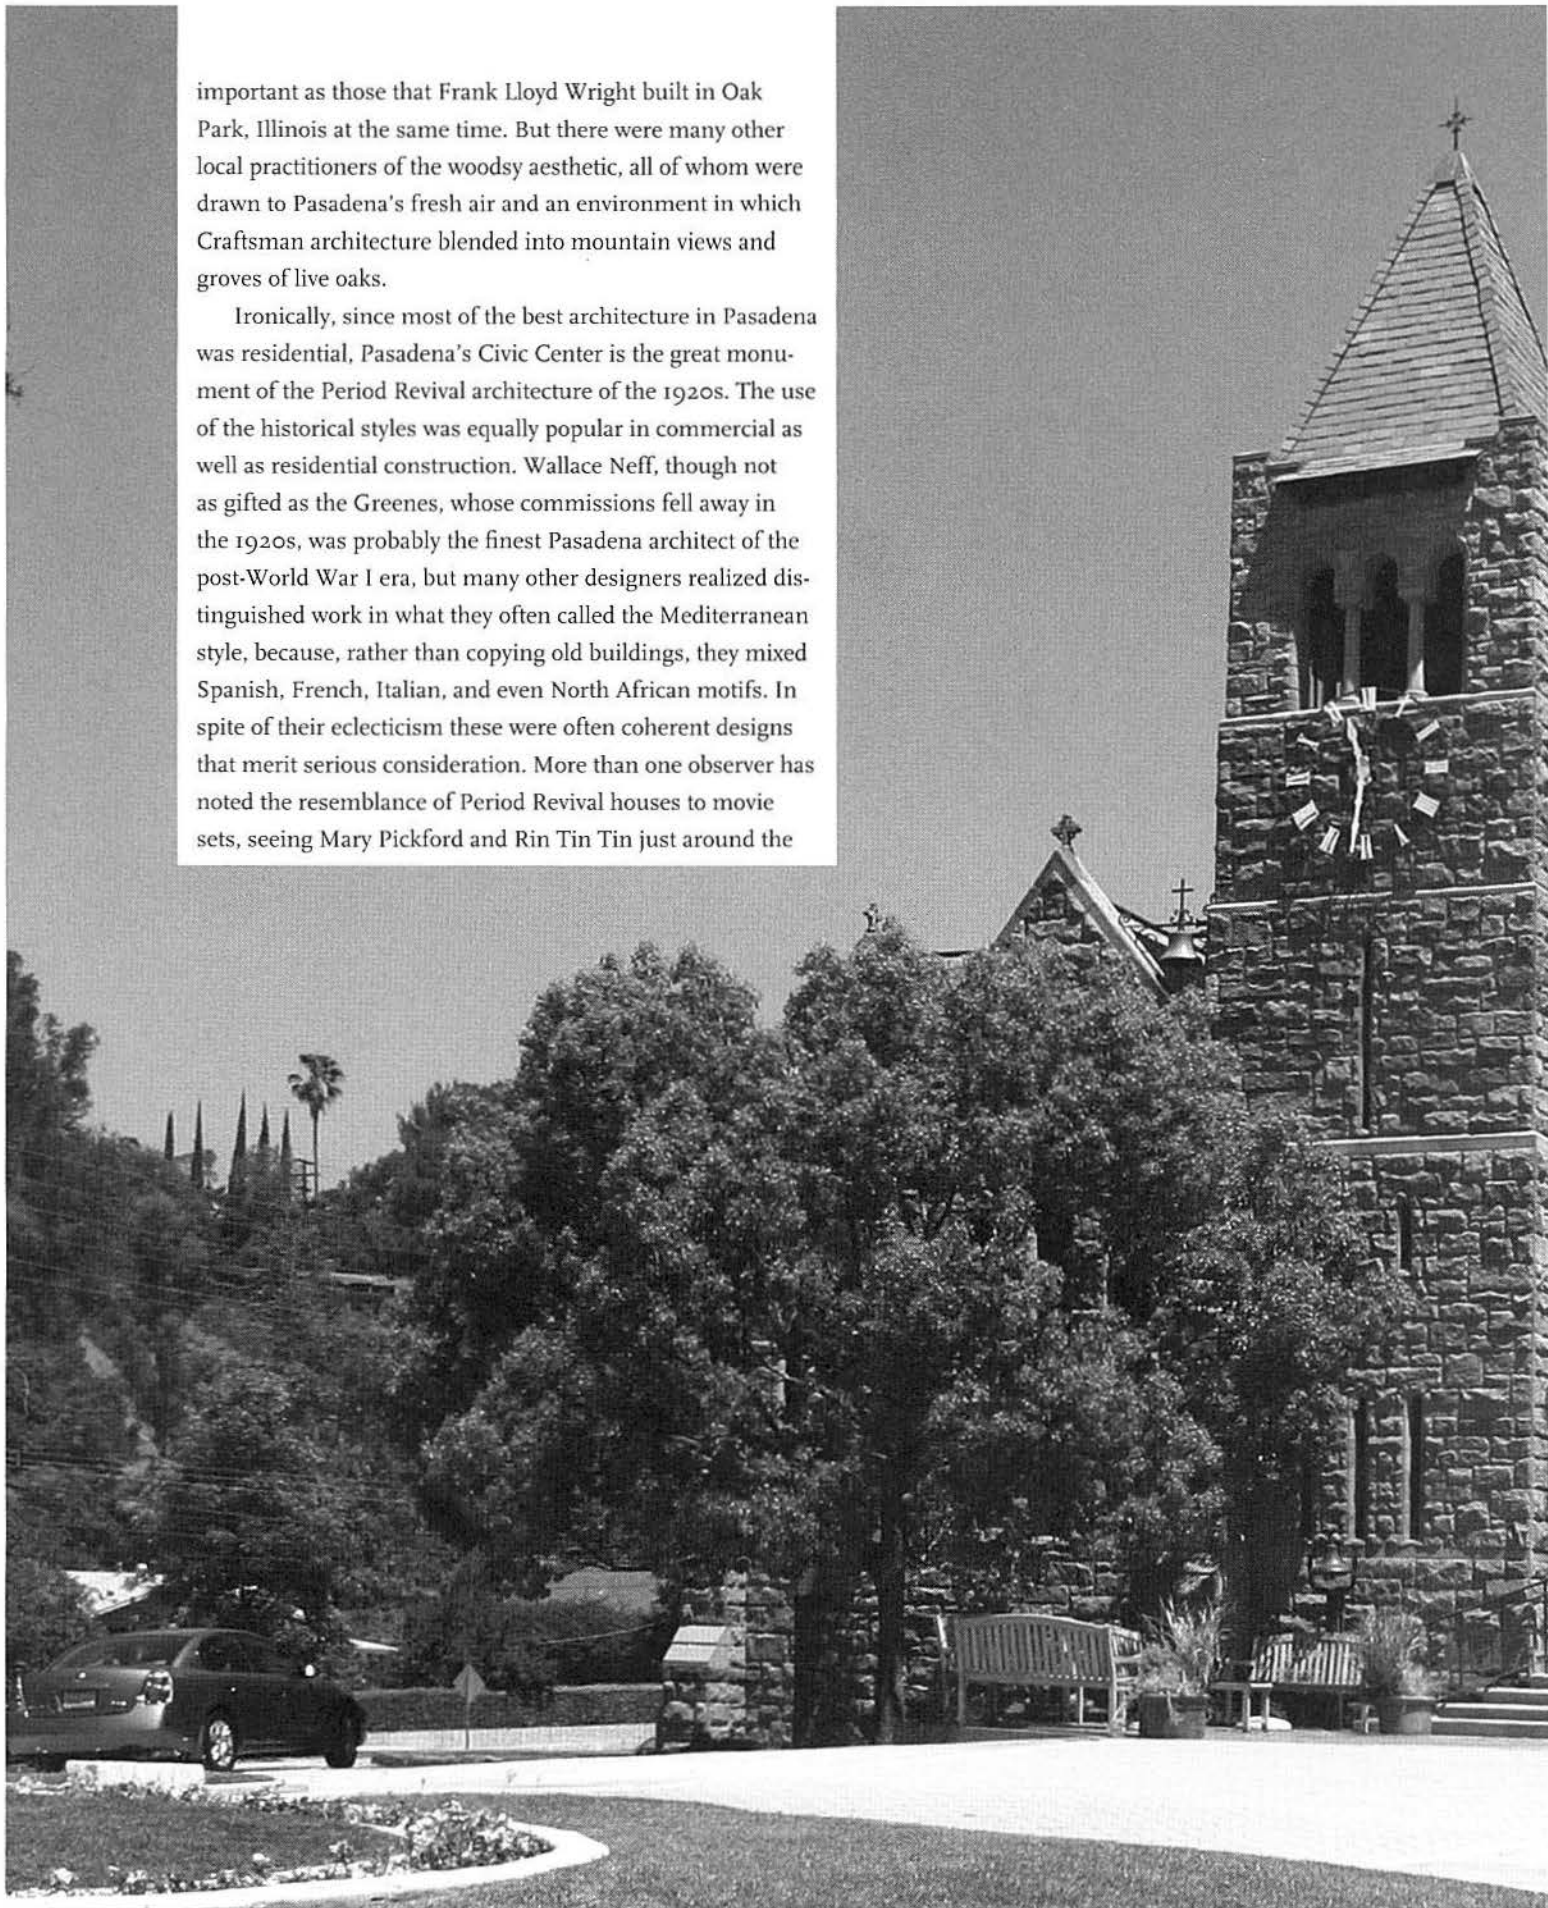 important as those that Frank Lloyd Wright built in Oak
Park, Illinois at the same time. But there were many other
local practitioners of the woodsy aesthetic, all of whom were
drawn to Pasadena's fresh air and an environment in which
Craftsman architecture blended into mountain views and
groves of live oaks.
Ironically, since most of the best architecture in Pasadena
was residential, Pasadena's Civic Center is the great monu-
ment of the Period Revival architecture of the 1920s. The use
of the historical styles was equally popular in commercial as
well as residential construction. Wallace Neff, though not
as gifted as the Greenes, whose commissions fell away in
the 1920s, was probably the finest Pasadena architect of the
post-World War I era, but many other designers realized dis-
tinguished work in what they often called the Mediterranean
style, because, rather than copying old buildings, they mixed
Spanish, French, Italian, and even North African motifs. In
spite of their eclecticism these were often coherent designs
that merit serious consideration. More than one observer has
noted the resemblance of Period Revival houses to movie
sets, seeing Mary Pickford and Rin Tin Tin just around the